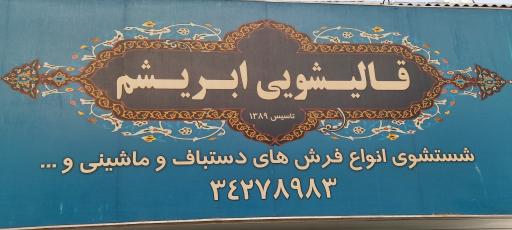 قالیشویی ابریشم
تاسیس ۱۳۸۹
شستشوی انواع فرش های دستباف و ماشینی و ...
۳۴۲۷۸۹۸۳